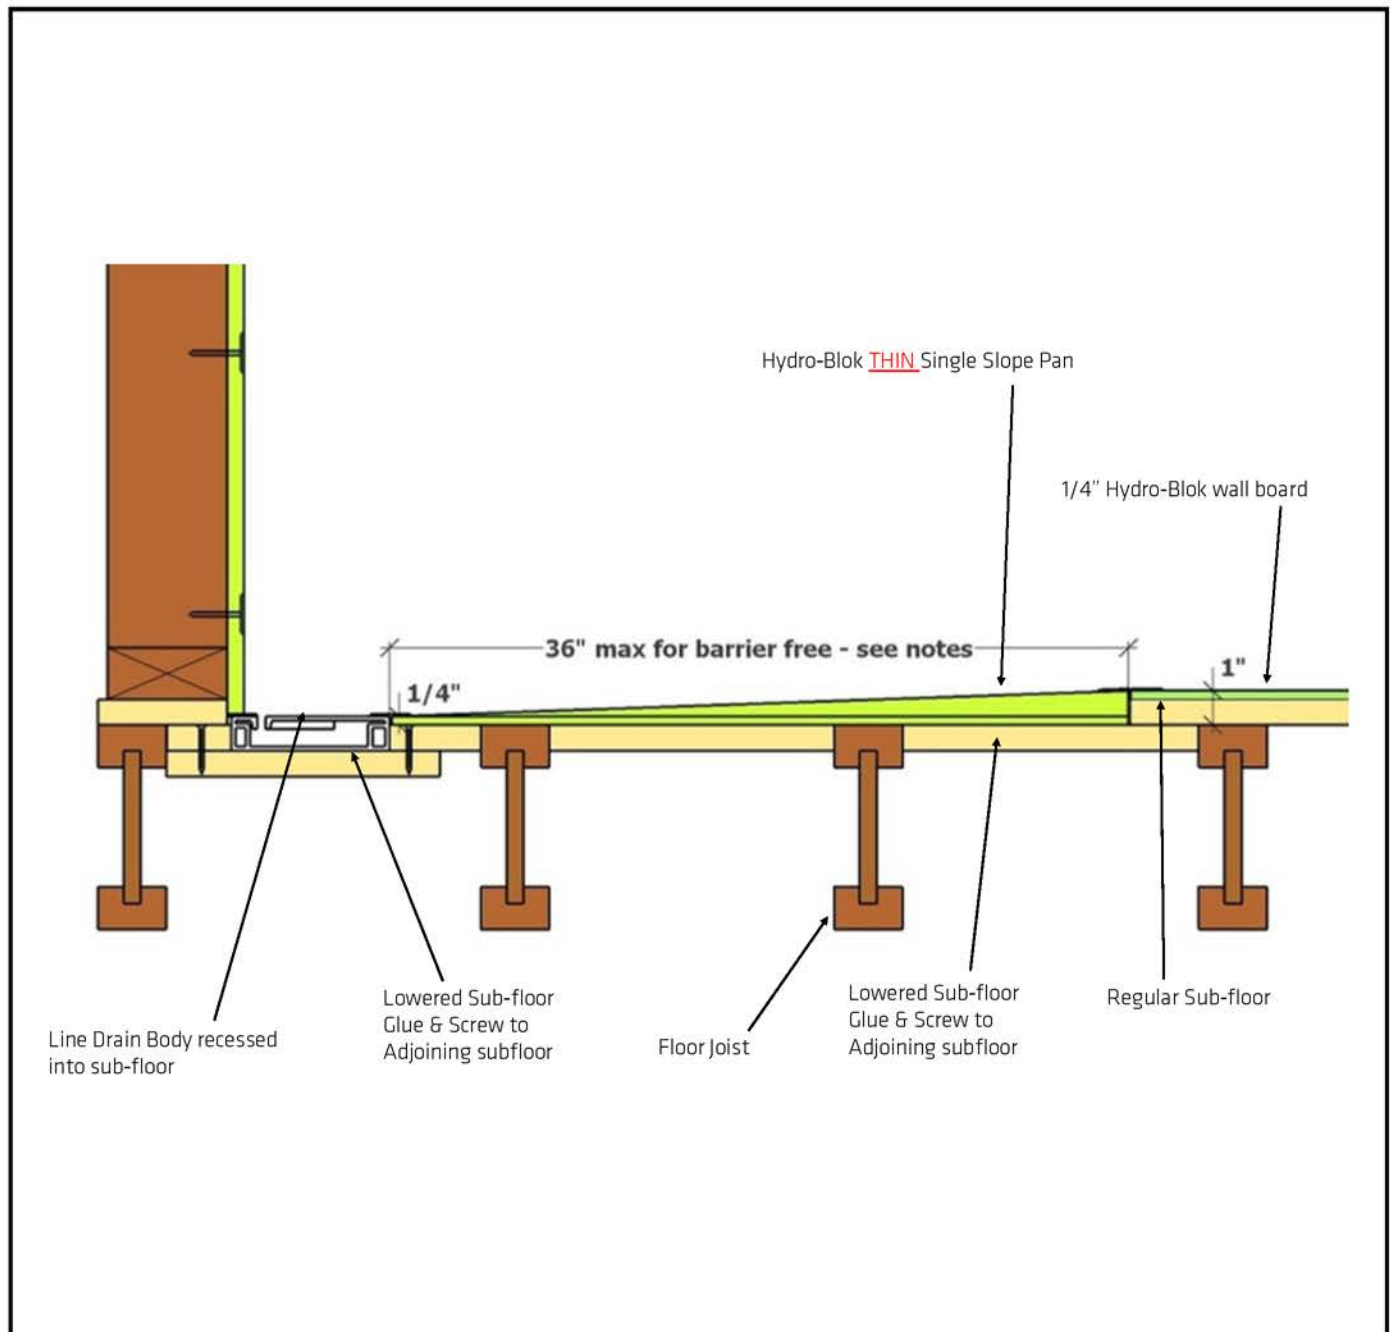 Hydro-Blok THIN Single Slope Pan
1/4" Hydro-Blok wall board
36" max for barrier free - see notes
1"
1/4"
Lowered Sub-floor
Glue & Screw to
Adjoining subfloor
Line Drain Body recessed
into sub-floor
Floor Joist
Lowered Sub-floor
Glue & Screw to
Adjoining subfloor
Regular Sub-floor